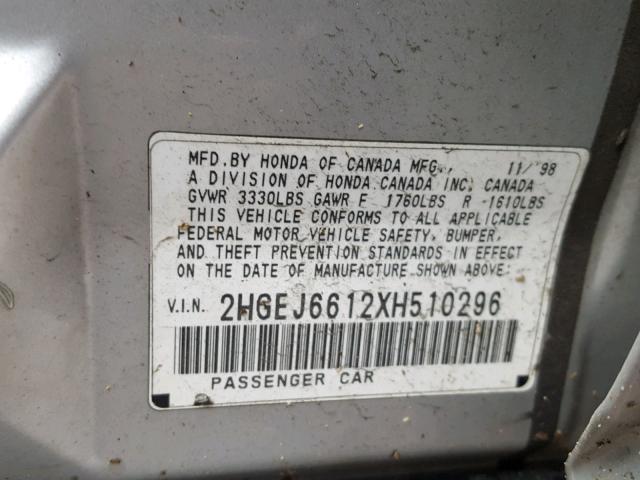 MFD. BY HONDA OF CANADA MFG., 11/'98
A DIVISION OF HONDA CANADA INC. CANADA
GVWR 3330LBS GAWR F 1760LBS R 1610LBS
THIS VEHICLE CONFORMS TO ALL APPLICABLE
FEDERAL MOTOR VEHICLE SAFETY, BUMPER,
AND THEFT PREVENTION STANDARDS IN EFFECT
ON THE DATE OF MANUFACTURE SHOWN ABOVE.
V.I.N. 2HGEJ6612XH510296
PASSENGER CAR